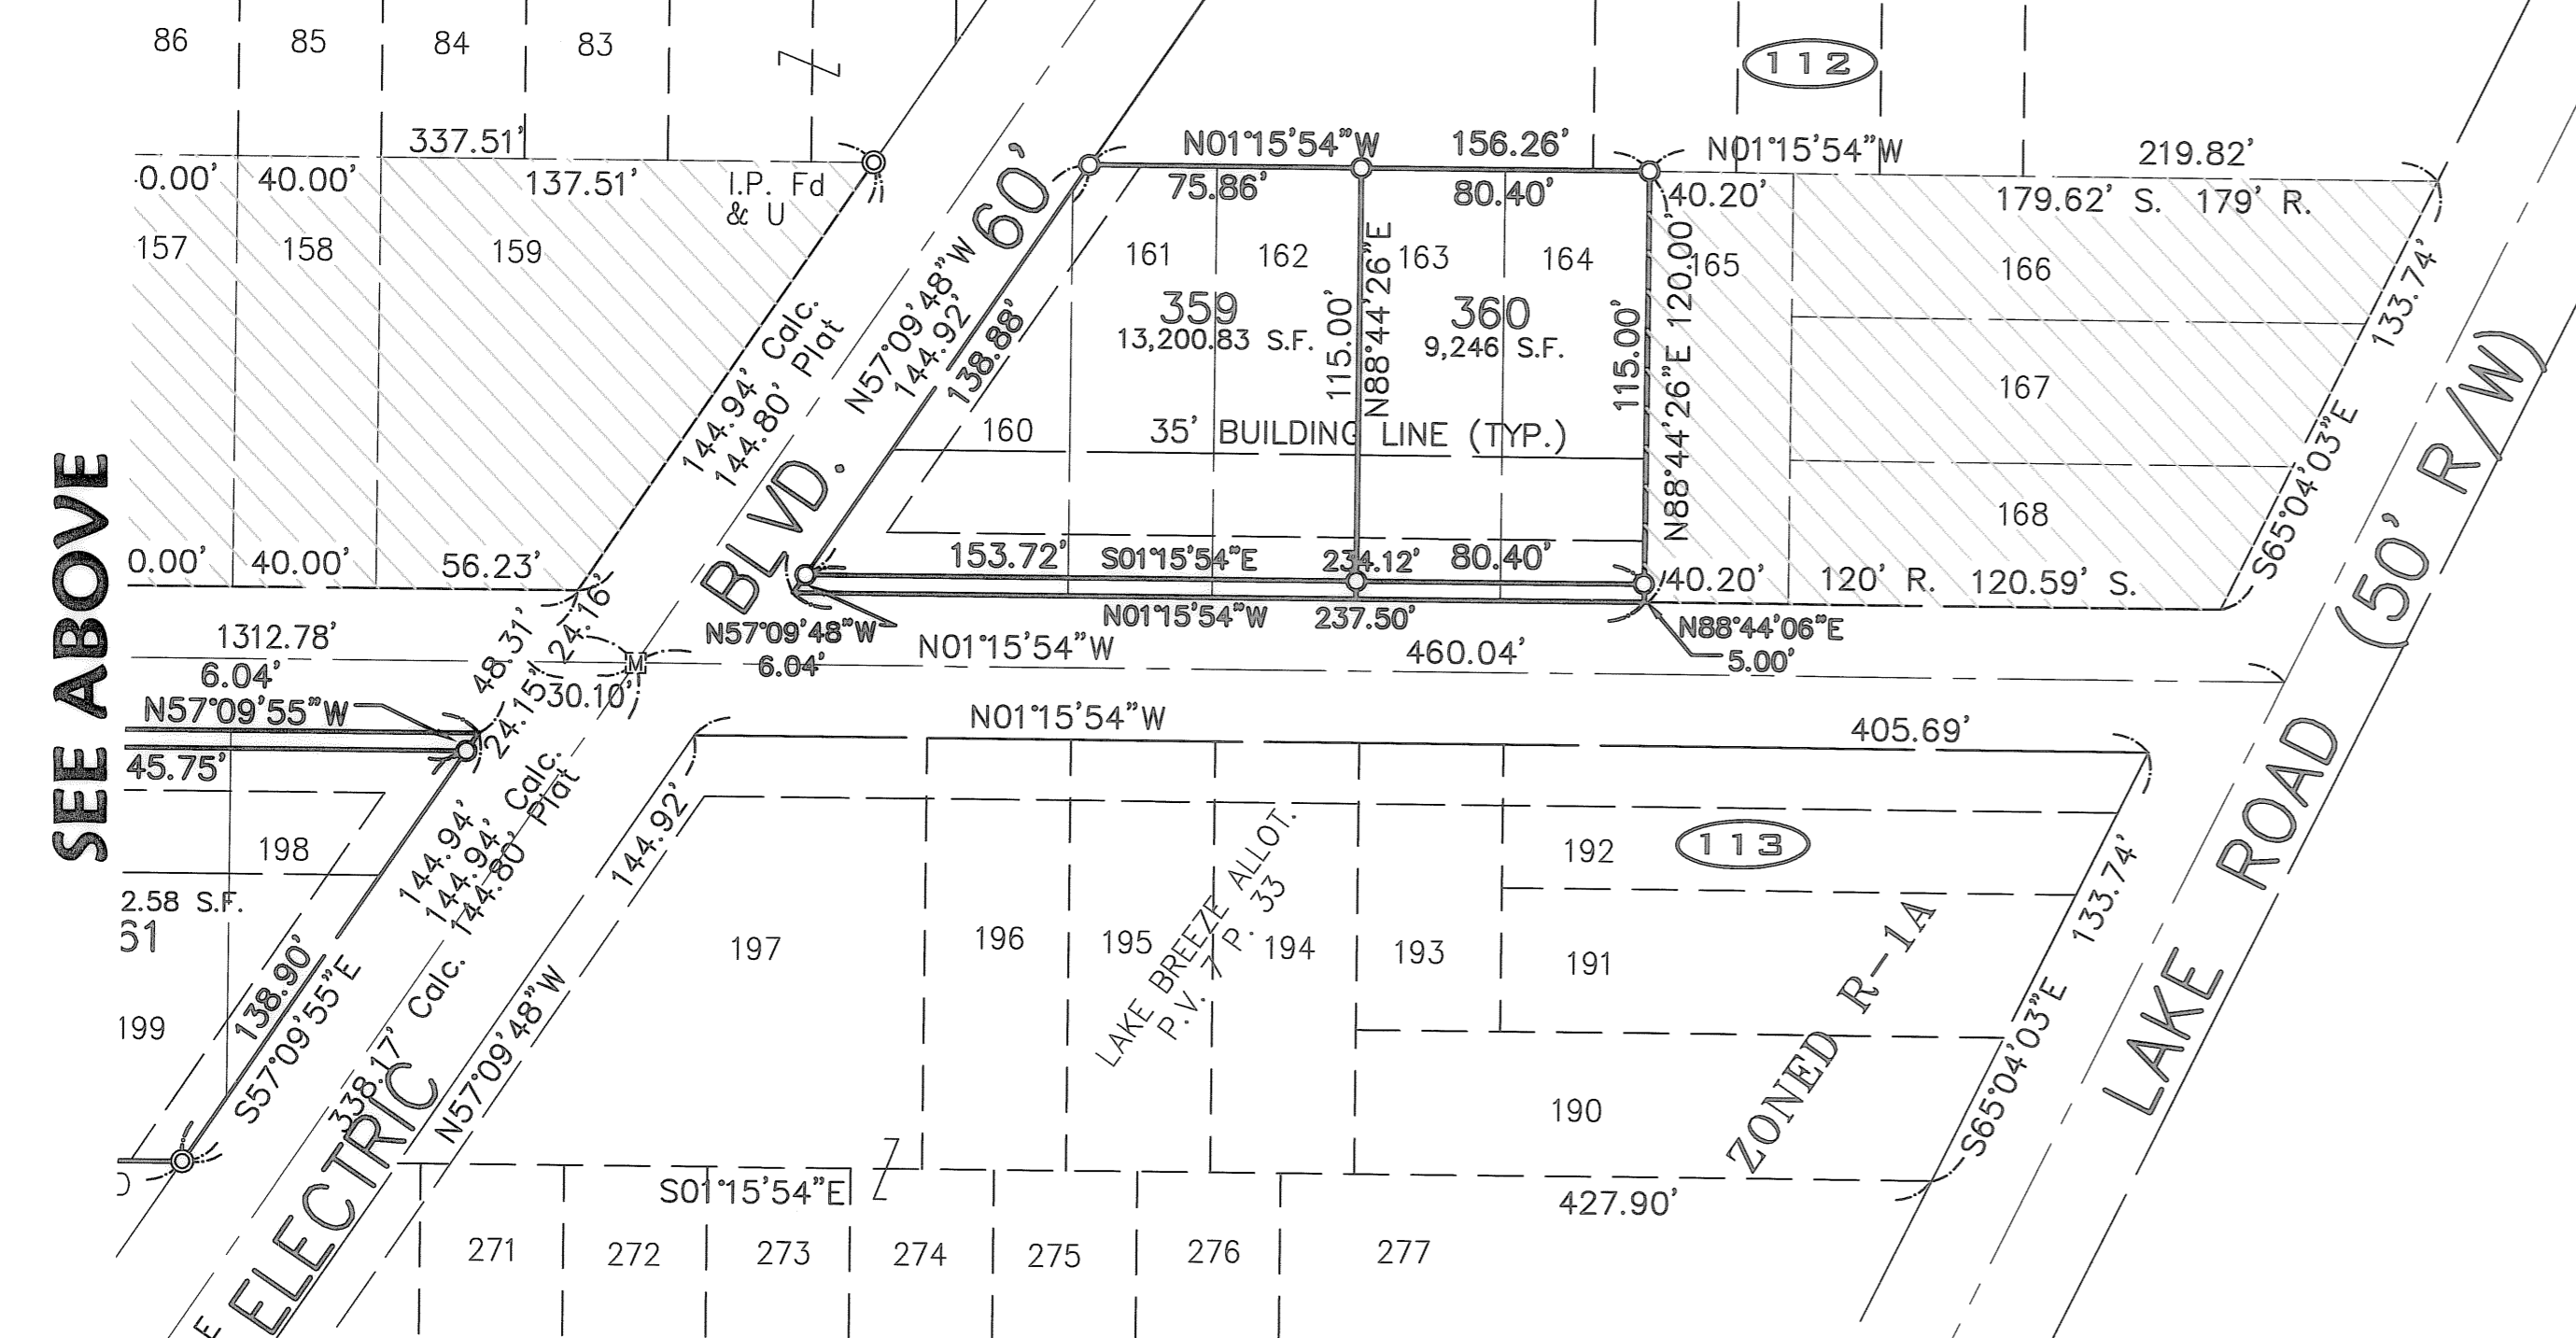 86
85
84
83
112
337.51'
N01°15'54"W
156.26'
N01°15'54"W
219.82'
40.00'
137.51'
I.P. Fd
& U
75.86'
80.40'
40.20'
179.62' S.
179' R.
157
158
159
60'
161
162
163
164
165
166
167
168
359
13,200.83 S.F.
360
9,246 S.F.
N57°09'48"W
144.92'
138.88'
144.94' Calc.
144.80' Plat
115.00'
N88°44'26"E
115.00'
N88°44'26"E 120.00'
133.74'
S65°04'03"E
160
35' BUILDING LINE (TYP.)
SEE ABOVE
BLVD.
0.00'
40.00'
56.23'
153.72'
S01°15'54"E
234.12'
80.40'
40.20'
120' R.
120.59' S.
N01°15'54"W
237.50'
N57°09'48"W
6.04'
N88°44'06"E
5.00'
1312.78'
48.31'
24.16'
M
N01°15'54"W
460.04'
6.04'
N57°09'55"W
24.15'
30.10'
45.75'
N01°15'54"W
405.69'
198
2.58 S.F.
199
144.94' Calc.
144.94'
144.80' Plat
144.92'
138.90'
S57°09'55"E
338.17' Calc.
N57°09'48"W
ELECTRIC
197
196
195
194
193
192
191
190
113
LAKE BREEZE ALLOT.
P.V. 7 P. 33
ZONED R-1A
133.74'
S65°04'03"E
LAKE ROAD (50' R/W)
S01°15'54"E
427.90'
271
272
273
274
275
276
277